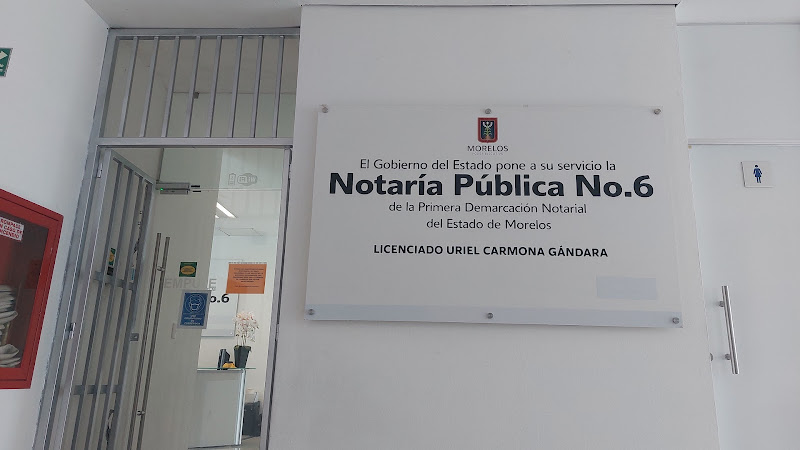 MORELOS
El Gobierno del Estado pone a su servicio la
Notaría Pública No.6
de la Primera Demarcación Notarial
del Estado de Morelos
LICENCIADO URIEL CARMONA GÁNDARA
EMPUJE
o.6